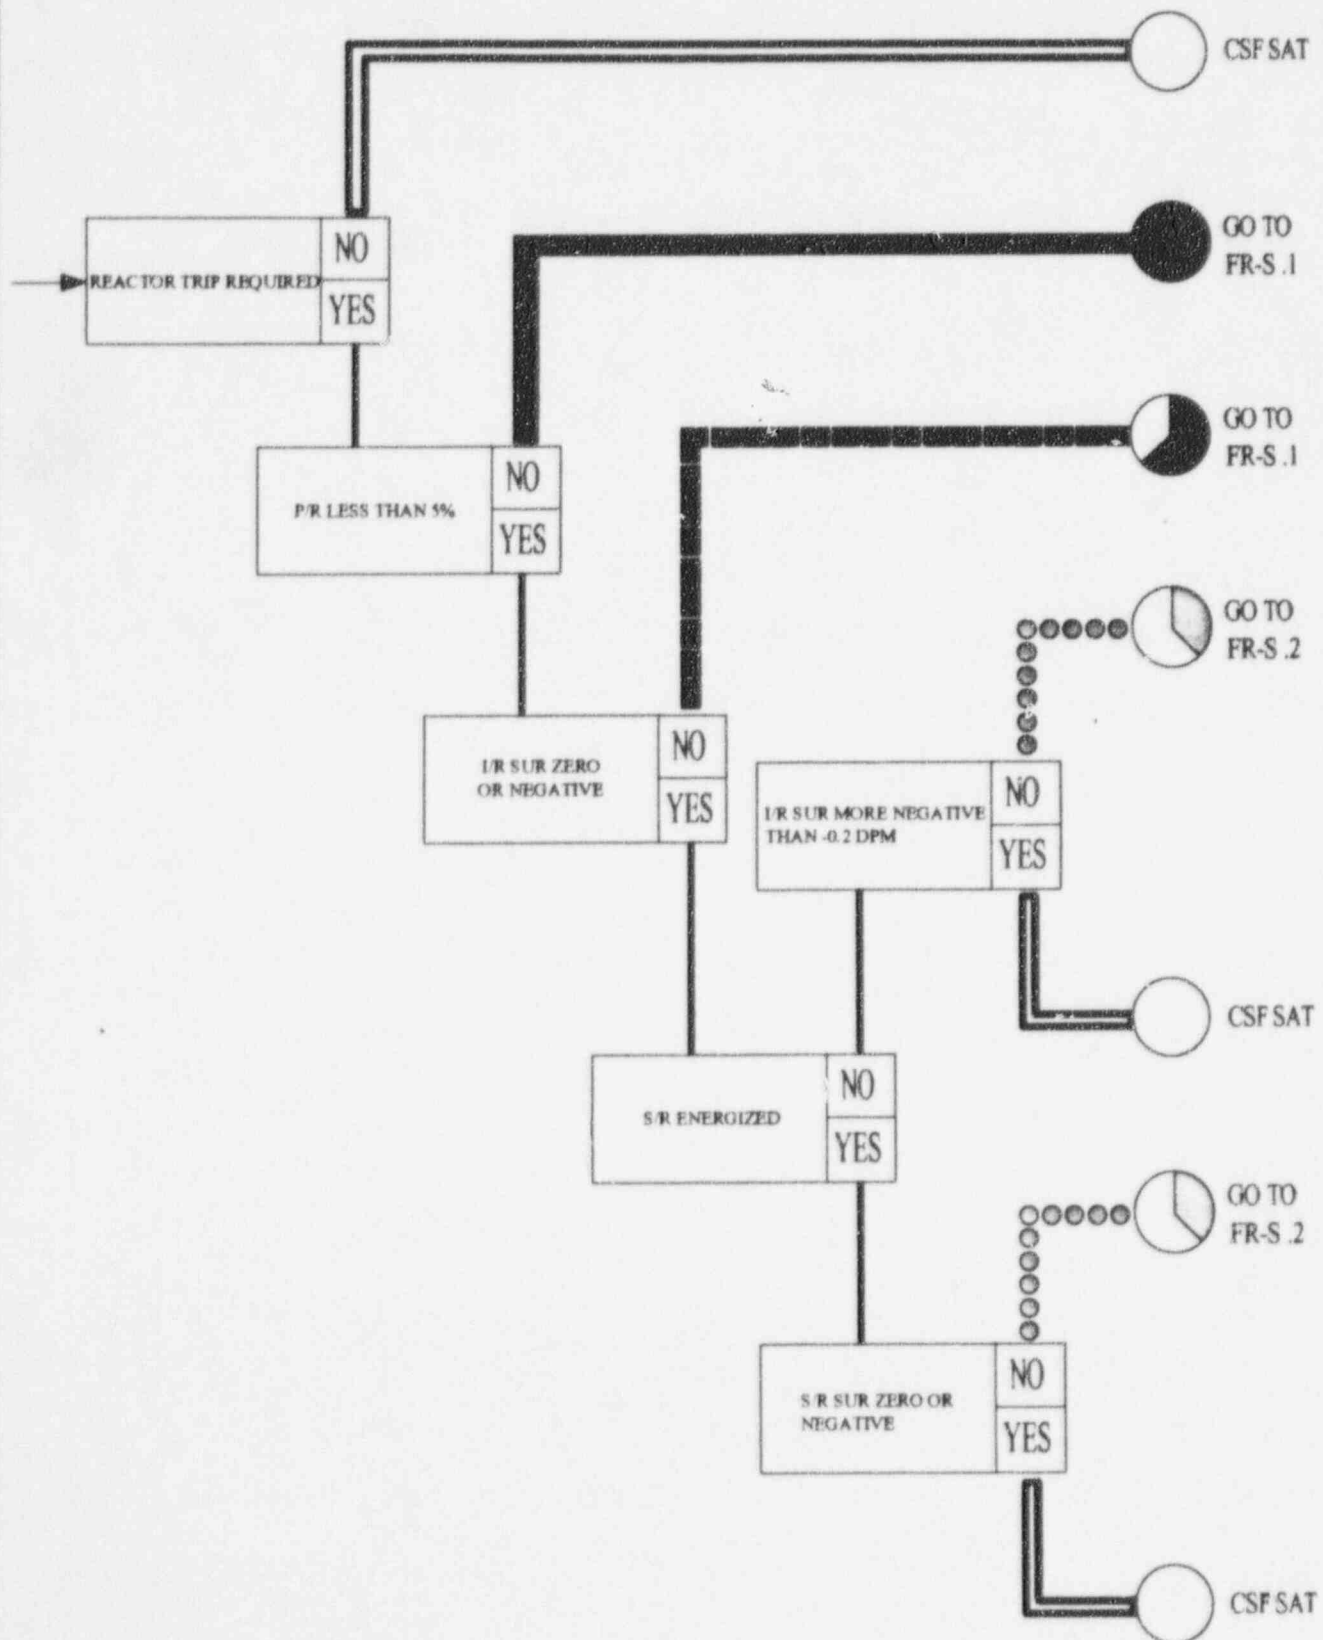 CSF SAT
NO
REACTOR TRIP REQUIRED
YES
GO TO
FR-S .1
NO
P/R LESS THAN 5%
YES
GO TO
FR-S .1
NO
I/R SUR ZERO
OR NEGATIVE
YES
GO TO
FR-S .2
NO
I/R SUR MORE NEGATIVE
THAN -0.2 DPM
YES
CSF SAT
NO
S/R ENERGIZED
YES
GO TO
FR-S .2
NO
S/R SUR ZERO OR
NEGATIVE
YES
CSF SAT